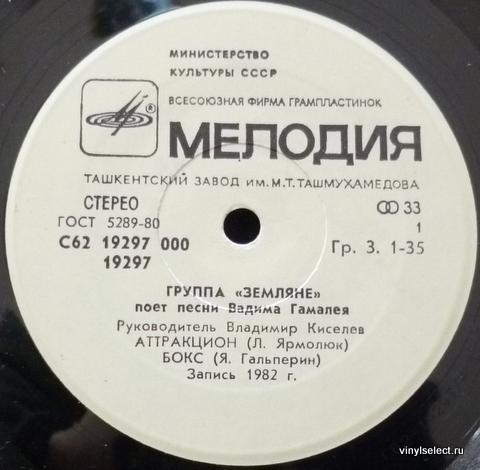 МИНИСТЕРСТВО
КУЛЬТУРЫ СССР
ВСЕСОЮЗНАЯ ФИРМА ГРАМПЛАСТИНОК
®
МЕЛОДИЯ
ТАШКЕНТСКИЙ ЗАВОД ИМ. М.Т. ТАШМУХАМЕДОВА
СТЕРЕО
33
ГОСТ 5289-80
1
С62 19297 000
Гр. 3. 1-35
19297
ГРУППА «ЗЕМЛЯНЕ»
поет песни Вадима Гамалея
Руководитель Владимир Киселев
АТТРАКЦИОН (Л. Ярмолюк)
БОКС (Я. Гальперин)
Запись 1982 г.
vinylselect.ru